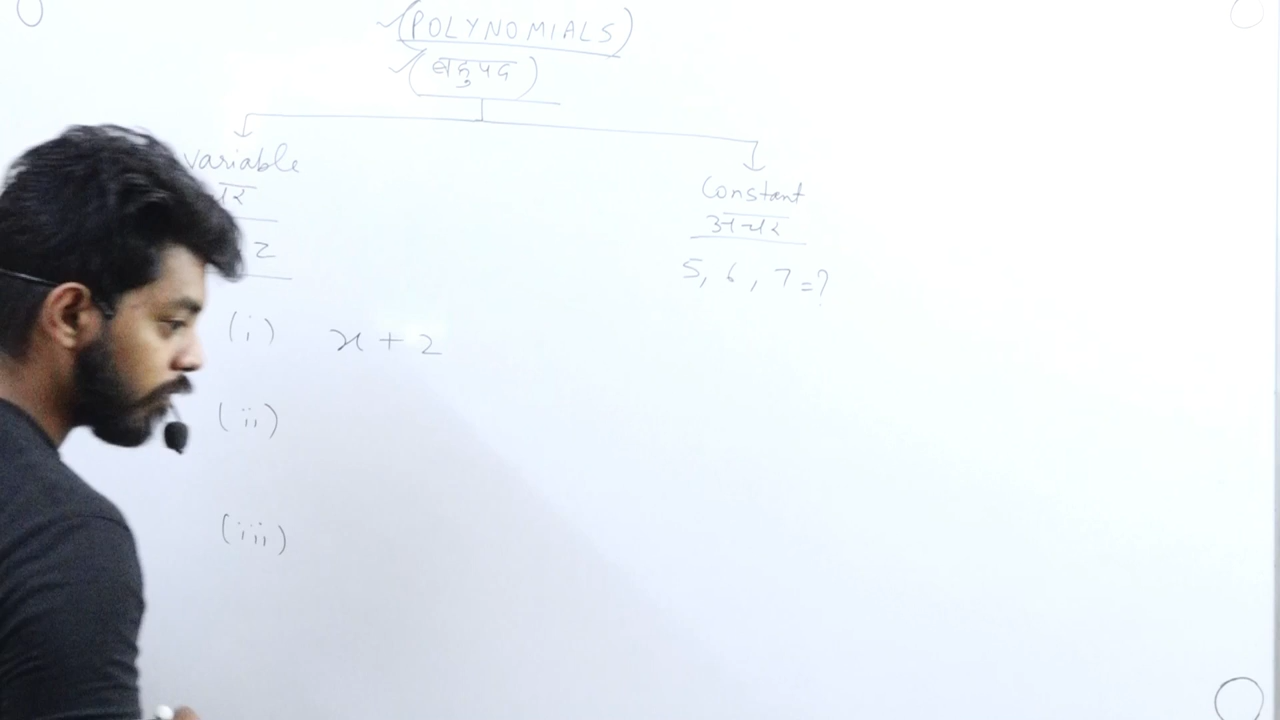 (POLYNOMIALS)
(बहुपद)
variable
Constant
अचर
z
5, 6, 7 = ?
(i) x + 2
(ii)
(iii)